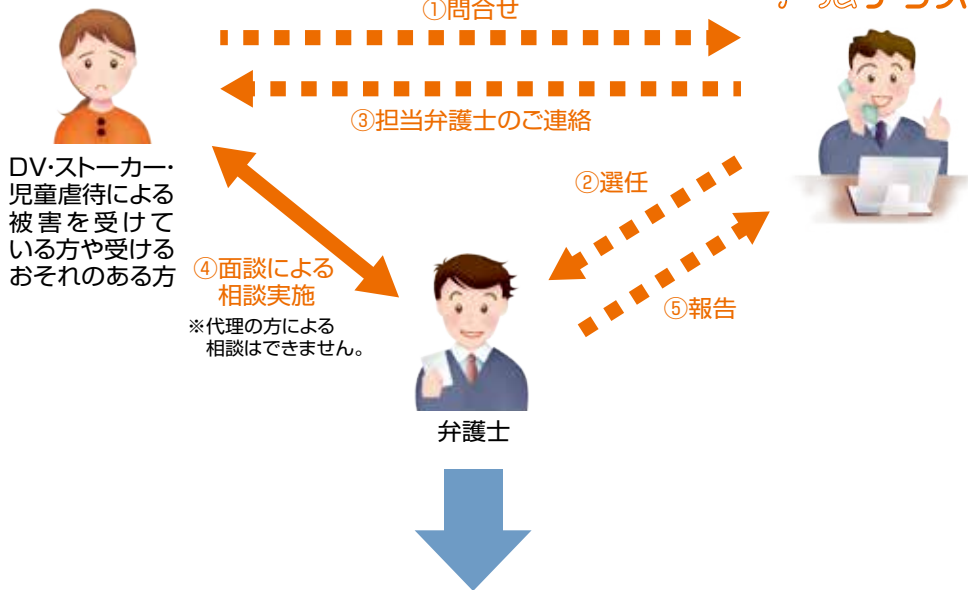 ①問合せ
③担当弁護士のご連絡
DV・ストーカー・
児童虐待による
被害を受けて
いる方や受ける
おそれのある方
②選任
④面談による
相談実施
※代理の方による
相談はできません。
⑤報告
弁護士